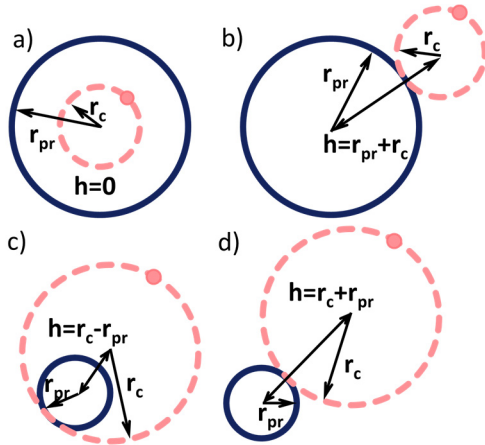 a)
r_c
r_pr
h=0
b)
r_c
r_pr
h=r_pr+r_c
c)
h=r_c-r_pr
r_pr
r_c
d)
h=r_c+r_pr
r_c
r_pr